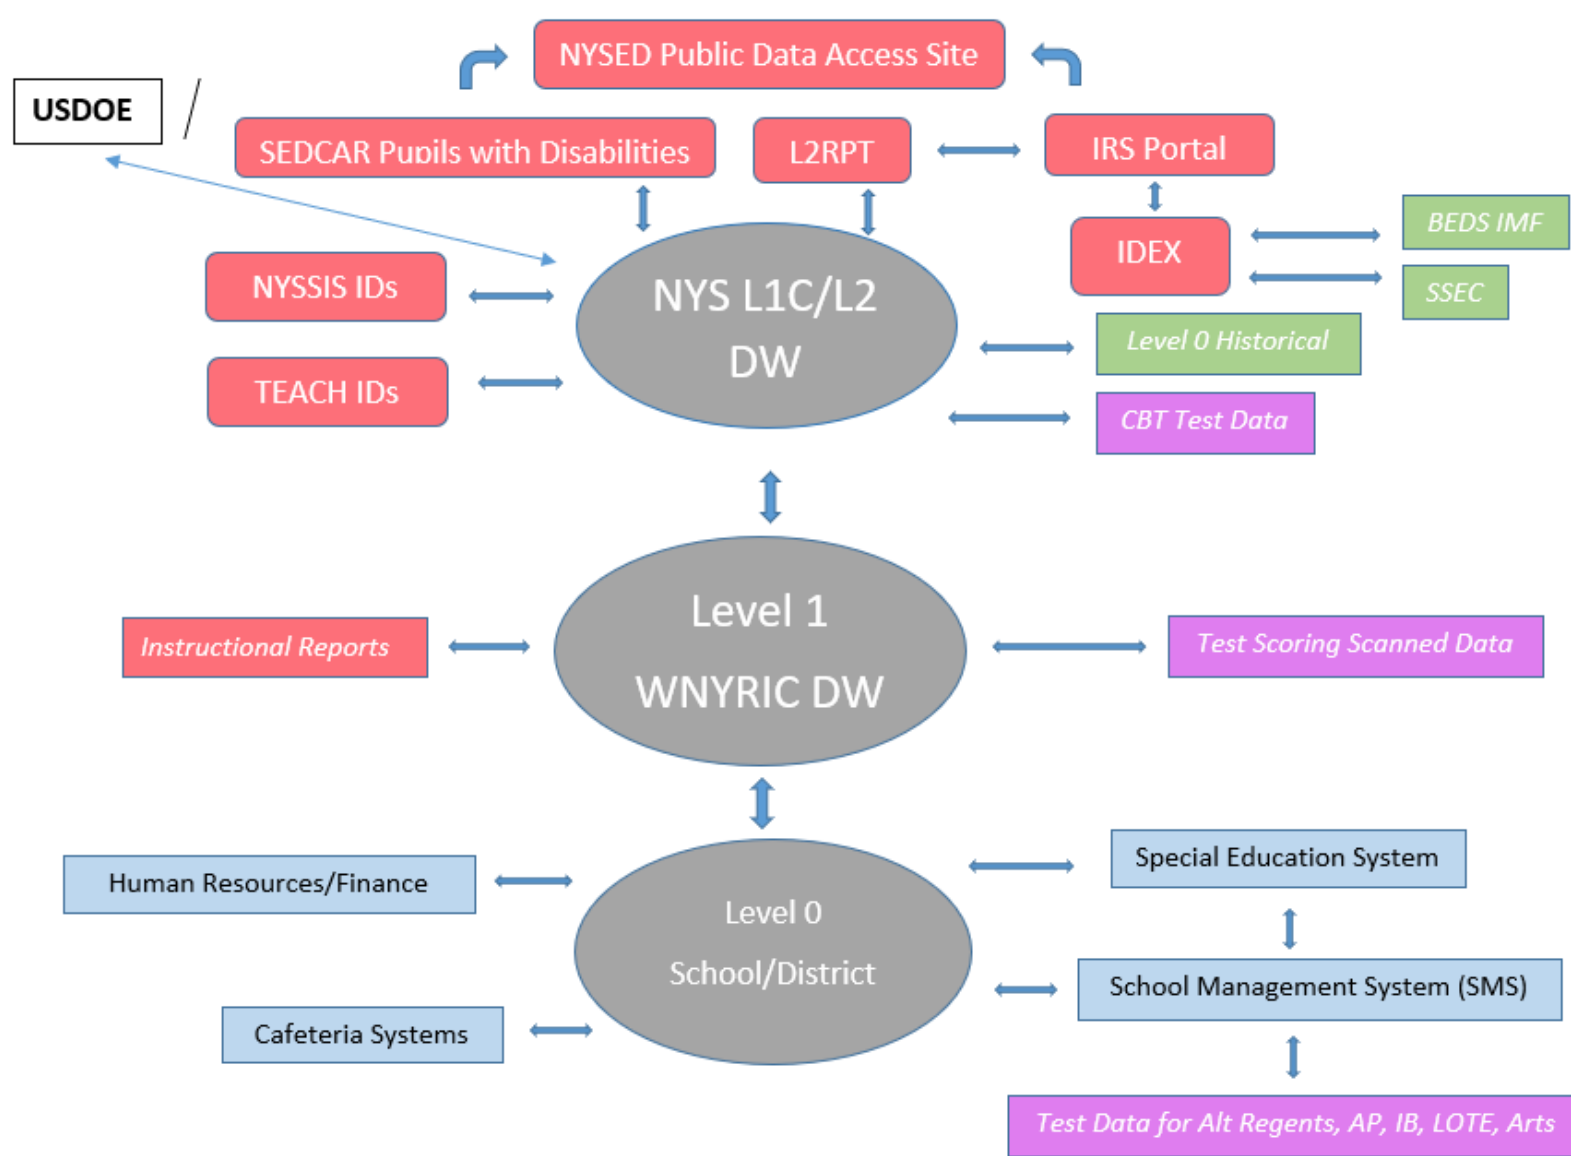 NYSED Public Data Access Site
USDOE
/
SEDCAR Pupils with Disabilities
L2RPT
IRS Portal
BEDS IMF
IDEX
NYSSIS IDs
SSEC
NYS L1C/L2
DW
Level 0 Historical
TEACH IDs
CBT Test Data
Level 1
WNYRIC DW
Instructional Reports
Test Scoring Scanned Data
Special Education System
Human Resources/Finance
Level 0
School/District
School Management System (SMS)
Cafeteria Systems
Test Data for Alt Regents, AP, IB, LOTE, Arts